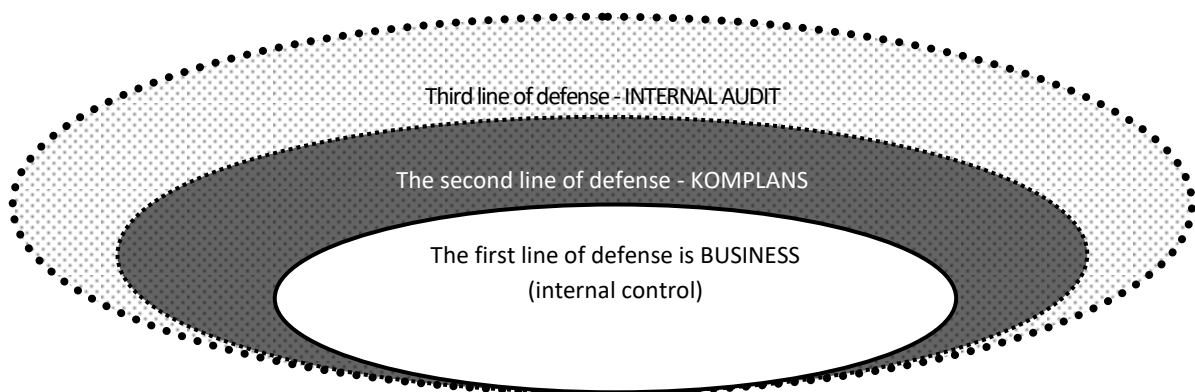 Third line of defense - INTERNAL AUDIT
The second line of defense - KOMPLANS
The first line of defense is BUSINESS
(internal control)